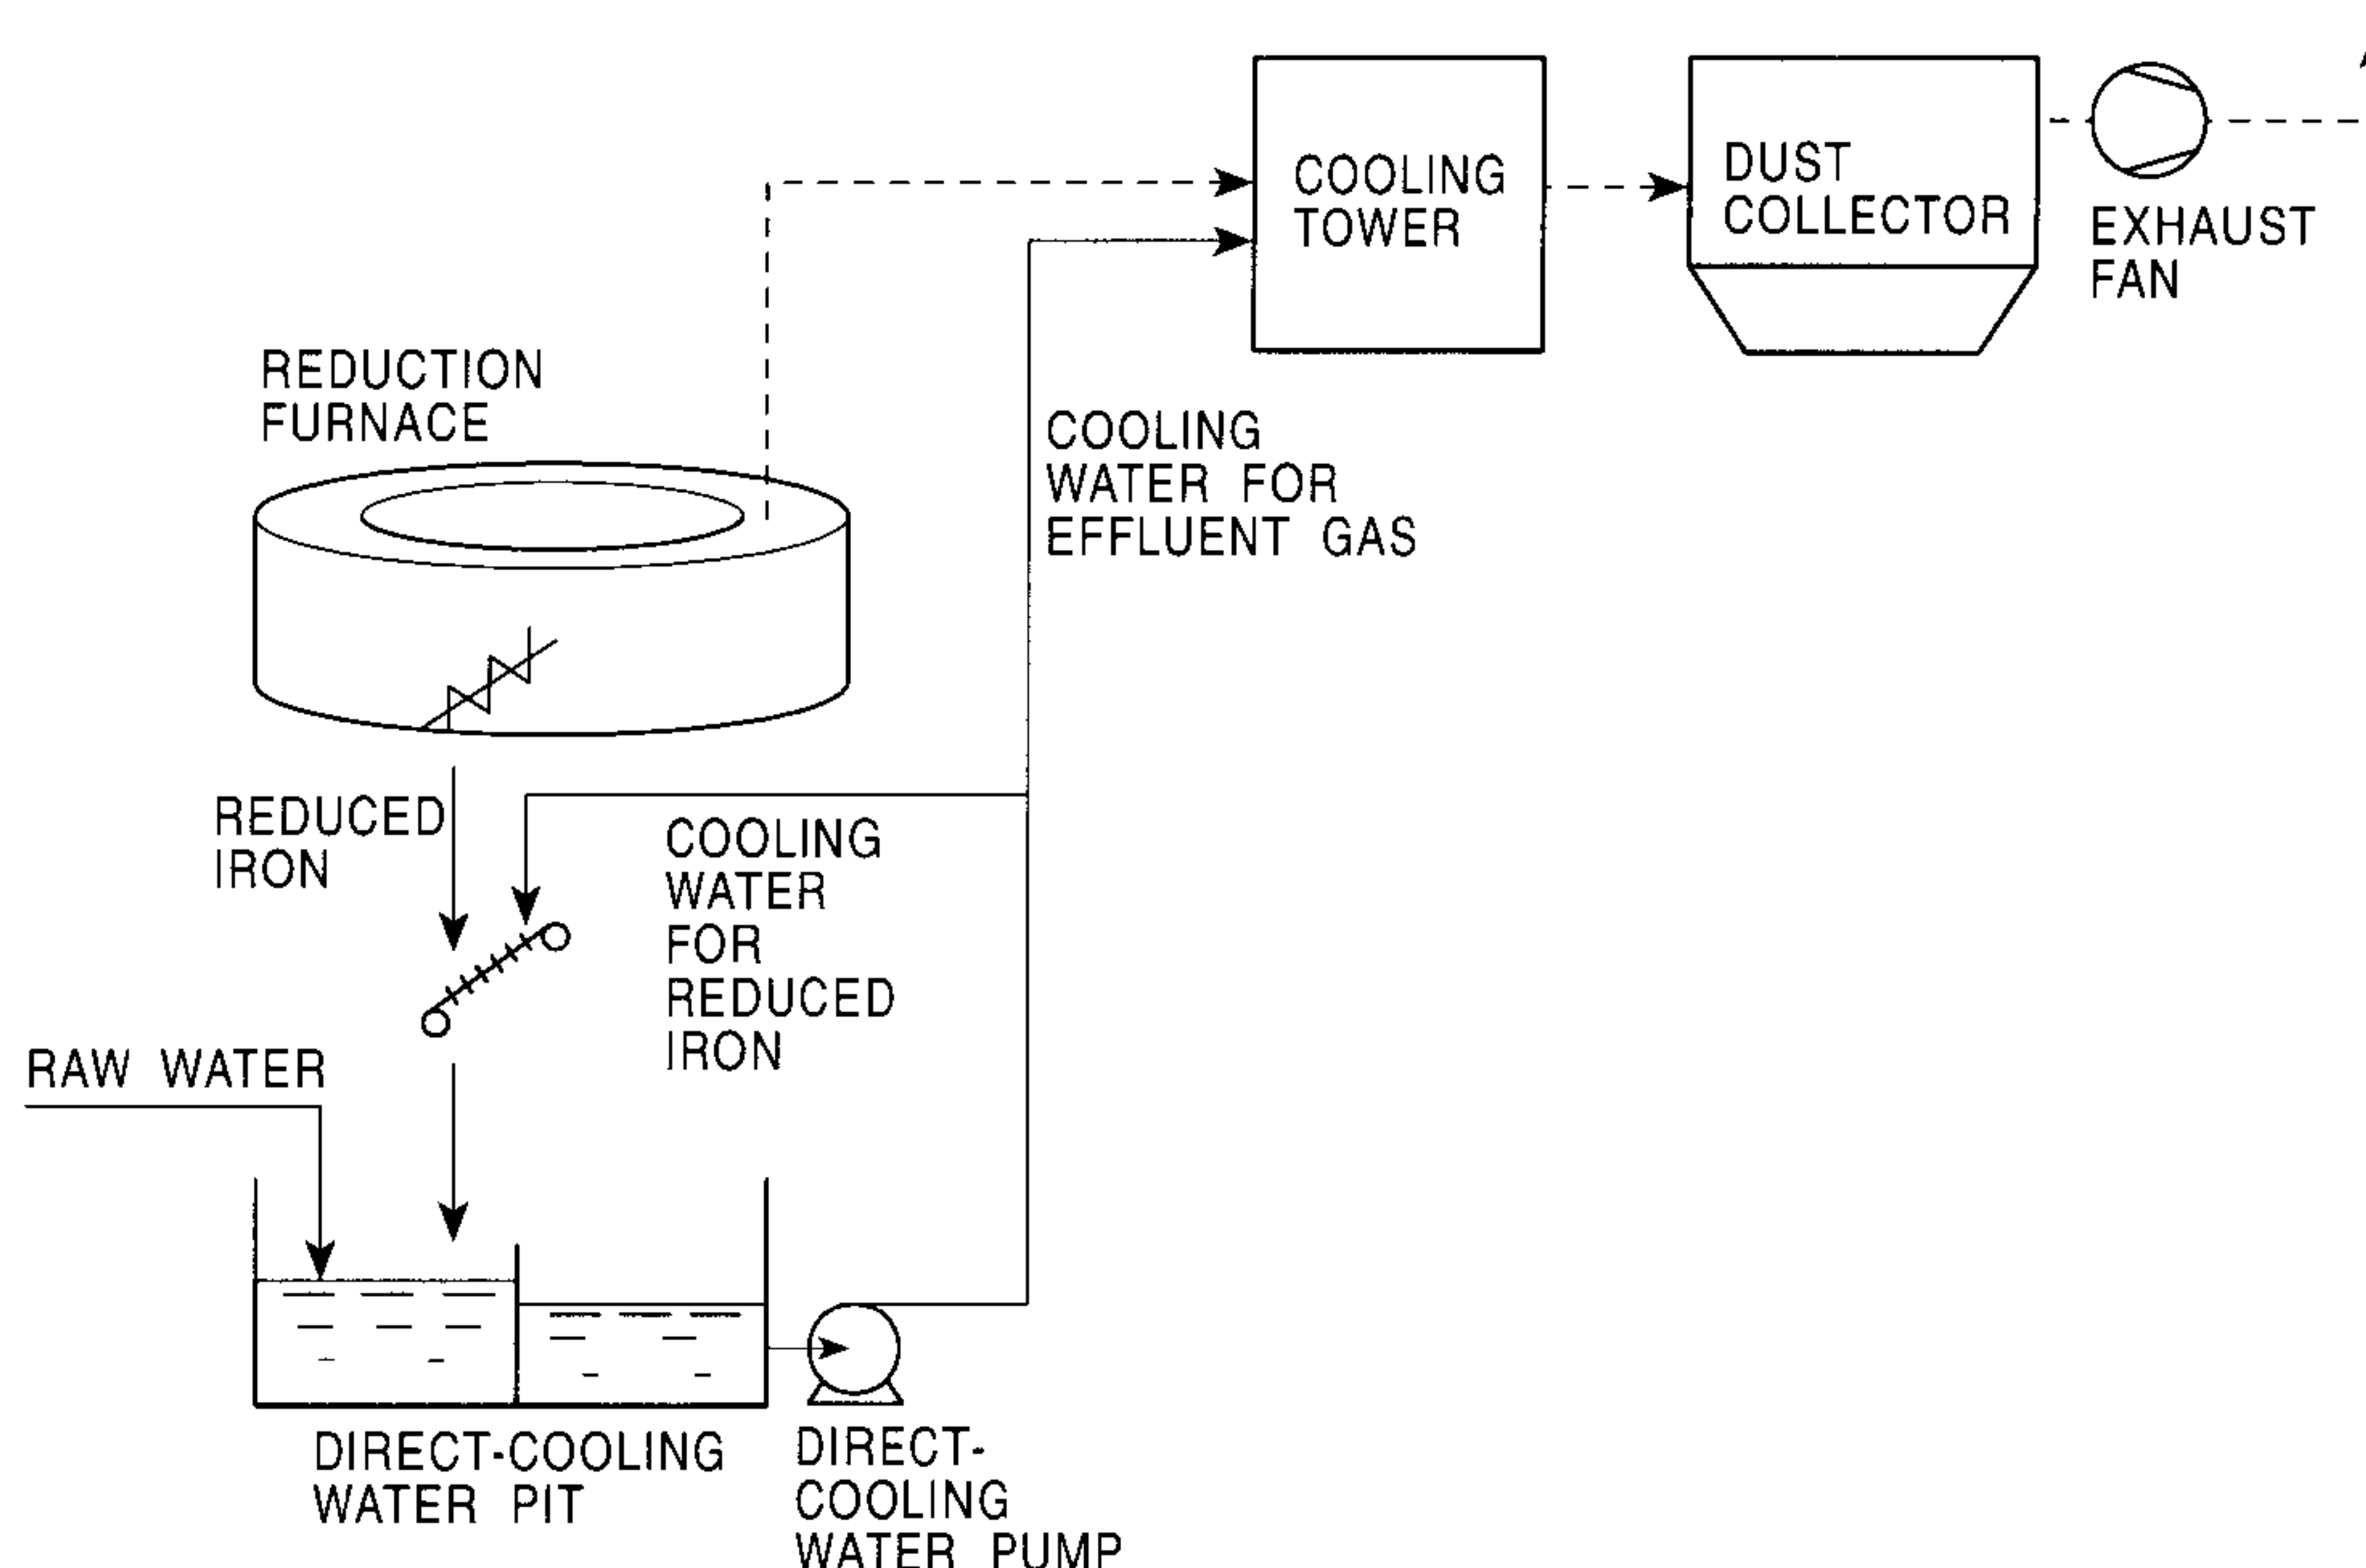 COOLING
TOWER
DUST
COLLECTOR
EXHAUST
FAN
REDUCTION
FURNACE
COOLING
WATER FOR
EFFLUENT GAS
REDUCED
IRON
COOLING
WATER
FOR
REDUCED
IRON
RAW WATER
DIRECT-COOLING
WATER PIT
DIRECT-
COOLING
WATER PUMP